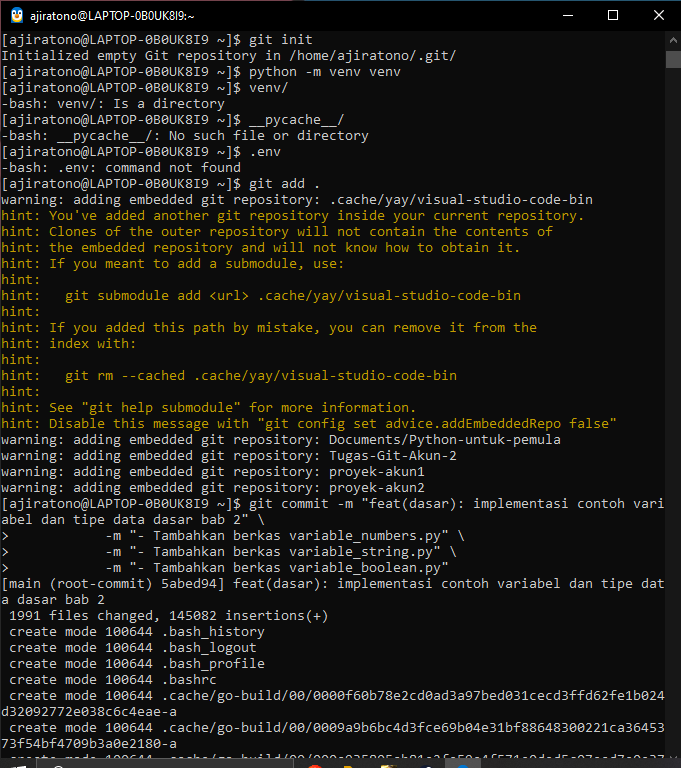 ajiratono@LAPTOP-0B0UK8I9:~
[ajiratono@LAPTOP-0B0UK8I9 ~]$ git init
Initialized empty Git repository in /home/ajiratono/.git/
[ajiratono@LAPTOP-0B0UK8I9 ~]$ python -m venv venv
[ajiratono@LAPTOP-0B0UK8I9 ~]$ venv/
-bash: venv/: Is a directory
[ajiratono@LAPTOP-0B0UK8I9 ~]$ __pycache__/
-bash: __pycache__/: No such file or directory
[ajiratono@LAPTOP-0B0UK8I9 ~]$ .env
-bash: .env: command not found
[ajiratono@LAPTOP-0B0UK8I9 ~]$ git add .
warning: adding embedded git repository: .cache/yay/visual-studio-code-bin
hint: You've added another git repository inside your current repository.
hint: Clones of the outer repository will not contain the contents of
hint: the embedded repository and will not know how to obtain it.
hint: If you meant to add a submodule, use:
hint:
hint:   git submodule add <url> .cache/yay/visual-studio-code-bin
hint:
hint: If you added this path by mistake, you can remove it from the
hint: index with:
hint:
hint:   git rm --cached .cache/yay/visual-studio-code-bin
hint:
hint: See "git help submodule" for more information.
hint: Disable this message with "git config set advice.addEmbeddedRepo false"
warning: adding embedded git repository: Documents/Python-untuk-pemula
warning: adding embedded git repository: Tugas-Git-Akun-2
warning: adding embedded git repository: proyek-akun1
warning: adding embedded git repository: proyek-akun2
[ajiratono@LAPTOP-0B0UK8I9 ~]$ git commit -m "feat(dasar): implementasi contoh vari
abel dan tipe data dasar bab 2" \
>            -m "- Tambahkan berkas variable_numbers.py" \
>            -m "- Tambahkan berkas variable_string.py" \
>            -m "- Tambahkan berkas variable_boolean.py"
[main (root-commit) 5abed94] feat(dasar): implementasi contoh variabel dan tipe dat
a dasar bab 2
 1991 files changed, 145082 insertions(+)
 create mode 100644 .bash_history
 create mode 100644 .bash_logout
 create mode 100644 .bash_profile
 create mode 100644 .bashrc
 create mode 100644 .cache/go-build/00/0000f60b78e2cd0ad3a97bed031cecd3ffd62fe1b024
d32092772e038c6c4eae-a
 create mode 100644 .cache/go-build/00/0009a9b6bc4d3fce69b04e31bf88648300221ca36453
73f54bf4709b3a0e2180-a